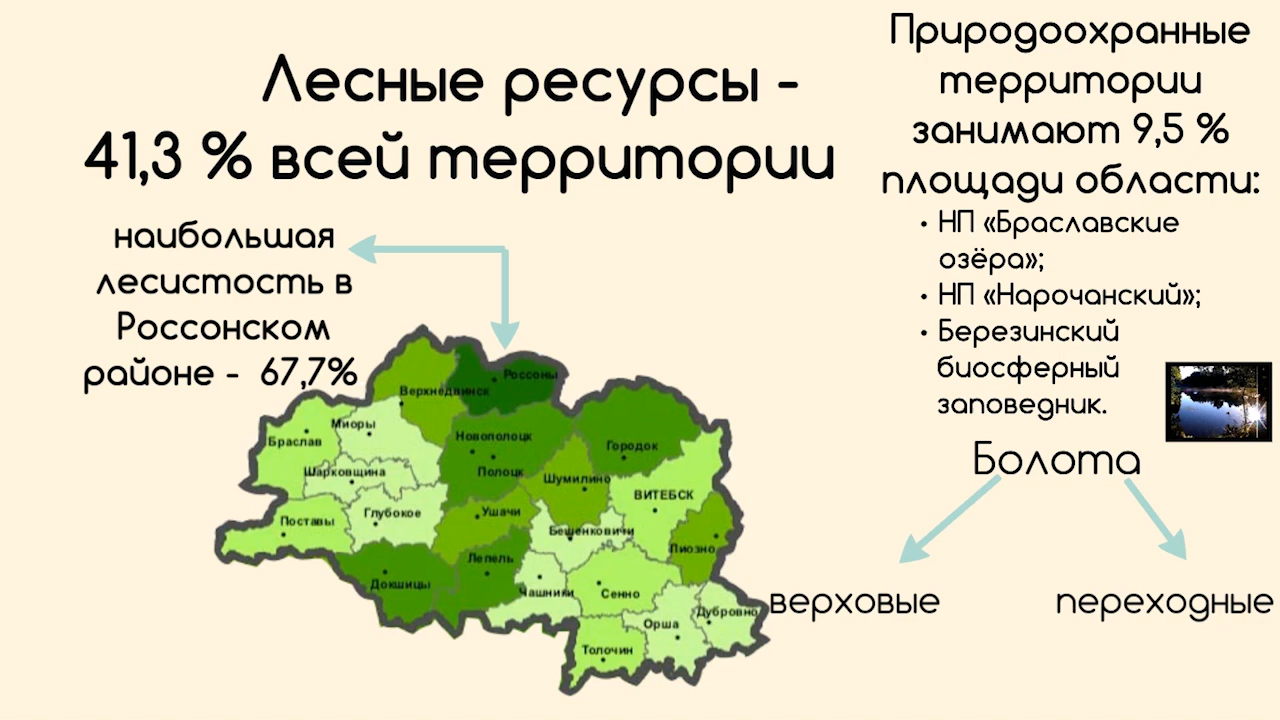 Лесные ресурсы -
41,3 % всей территории
наибольшая
лесистость в
Россонском
районе - 67,7%
Природоохранные
территории
занимают 9,5 %
площади области:
• НП «Браславские
озёра»;
• НП «Нарочанский»;
• Березинский
биосферный
заповедник.
Болота
верховые
переходные
Россоны
Верхнедвинск
Миоры
Браслав
Новополоцк
Городок
Шарковщина
Полоцк
Шумилино
ВИТЕБСК
Поставы
Глубокое
Ушачи
Бешенковичи
Лиозно
Лепель
Докшицы
Чашники
Сенно
Дубровно
Орша
Толочин